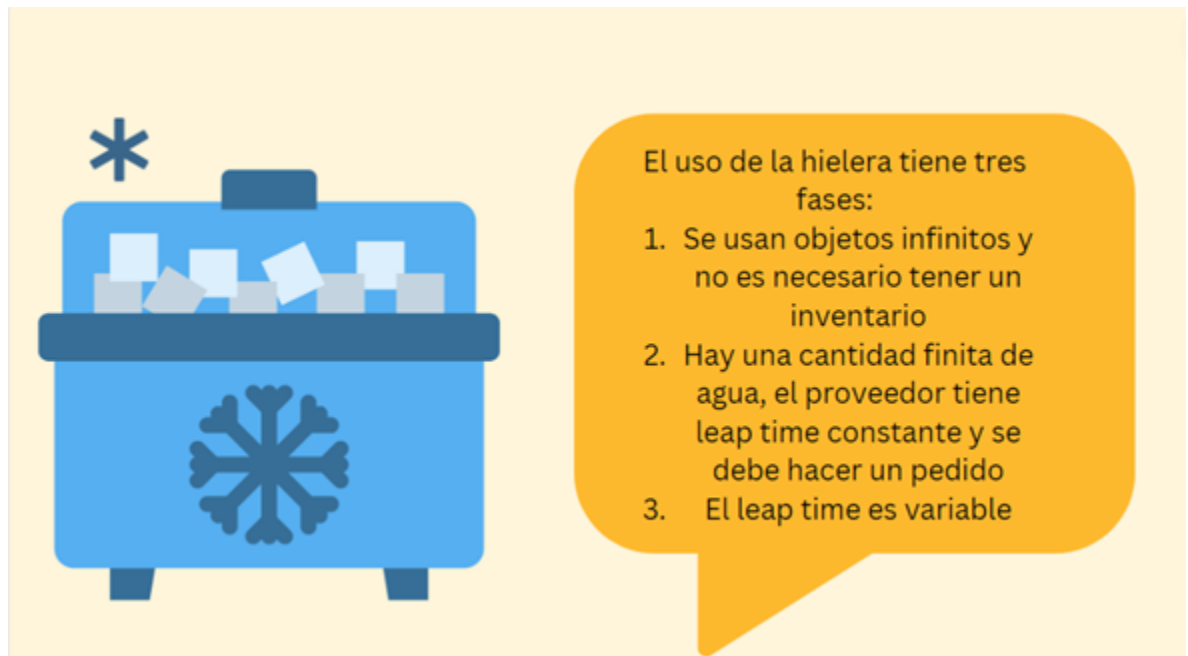 El uso de la hielera tiene tres
fases:
1. Se usan objetos infinitos y
no es necesario tener un
inventario
2. Hay una cantidad finita de
agua, el proveedor tiene
leap time constante y se
debe hacer un pedido
3. El leap time es variable